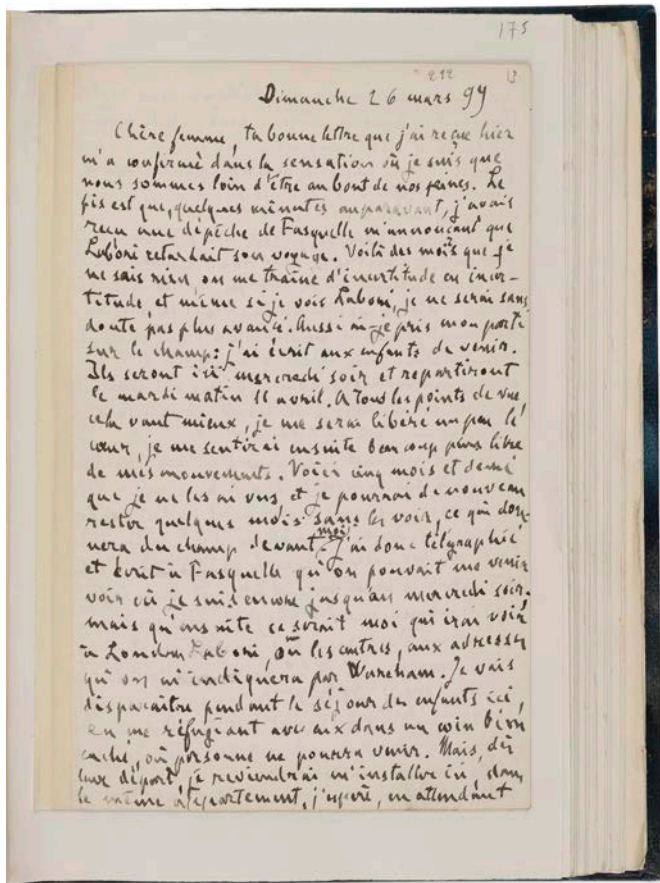 175
212
13
Dimanche 26 mars 99
Chère femme, ta bonne lettre que j'ai reçue hier
m'a confirmé dans la sensation où je suis que
nous sommes loin d'être au bout de nos peines. Le
pis est que, quelques minutes auparavant, j'avais
reçu une dépêche de Fasquelle m'annonçant que
Labori retardait son voyage. Voilà des mois que je
ne sais rien, on me traîne d'incertitude en incer-
titude et même si je vois Labori, je ne serai sans
doute pas plus avancé. Aussi ai-je pris mon parti
sur le champ: j'ai écrit aux enfants de venir.
Ils seront ici mercredi soir et repartiront
le mardi matin 11 avril. A tous les points de vue,
cela vaut mieux, je me serai libéré un peu le
cœur, je me sentirai ensuite beaucoup plus libre
de mes mouvements. Voici cinq mois et demi
que je ne les ai vus, et je pourrai de nouveau
rester quelques mois sans les voir, ce qui don-
nera du champ devant moi. J'ai donc télégraphié
et écrit à Fasquelle qu'on pouvait me venir
voir où je suis encore jusqu'au mercredi soir.
mais qu'ensuite ce serait moi qui irai voir
à London Labori, ou les autres, aux adresses
qu'on m'indiquera par Wareham. Je vais
disparaître pendant le séjour des enfants ici,
en me réfugiant avec eux dans un coin bien
caché, où personne ne pourra venir. Mais, dès
leur départ, je reviendrai m'installer ici, dans
le même appartement, j'espère, en attendant